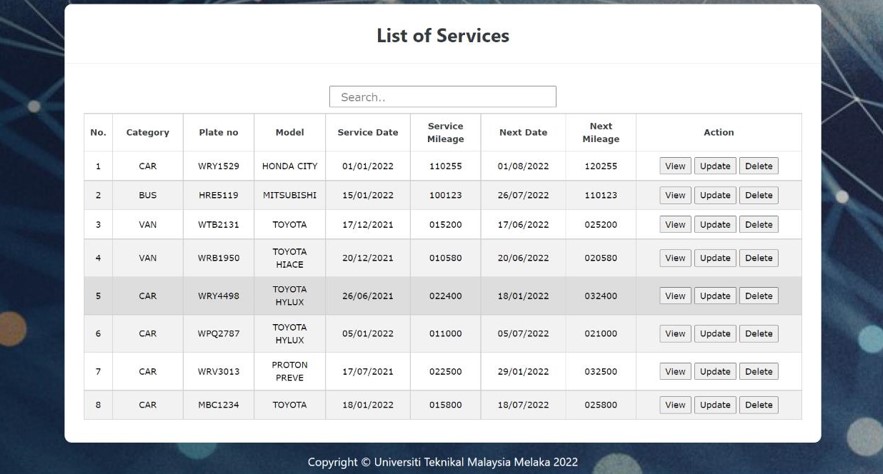 List of Services
Search..
No. Category Plate no Model Service Date Service Mileage Next Date Next Mileage Action
1 CAR WRY1529 HONDA CITY 01/01/2022 110255 01/08/2022 120255 View Update Delete
2 BUS HRE5119 MITSUBISHI 15/01/2022 100123 26/07/2022 110123 View Update Delete
3 VAN WTB2131 TOYOTA 17/12/2021 015200 17/06/2022 025200 View Update Delete
4 VAN WRB1950 TOYOTA HIACE 20/12/2021 010580 20/06/2022 020580 View Update Delete
5 CAR WRY4498 TOYOTA HYLUX 26/06/2021 022400 18/01/2022 032400 View Update Delete
6 CAR WPQ2787 TOYOTA HYLUX 05/01/2022 011000 05/07/2022 021000 View Update Delete
7 CAR WRV3013 PROTON PREVE 17/07/2021 022500 29/01/2022 032500 View Update Delete
8 CAR MBC1234 TOYOTA 18/01/2022 015800 18/07/2022 025800 View Update Delete
Copyright © Universiti Teknikal Malaysia Melaka 2022